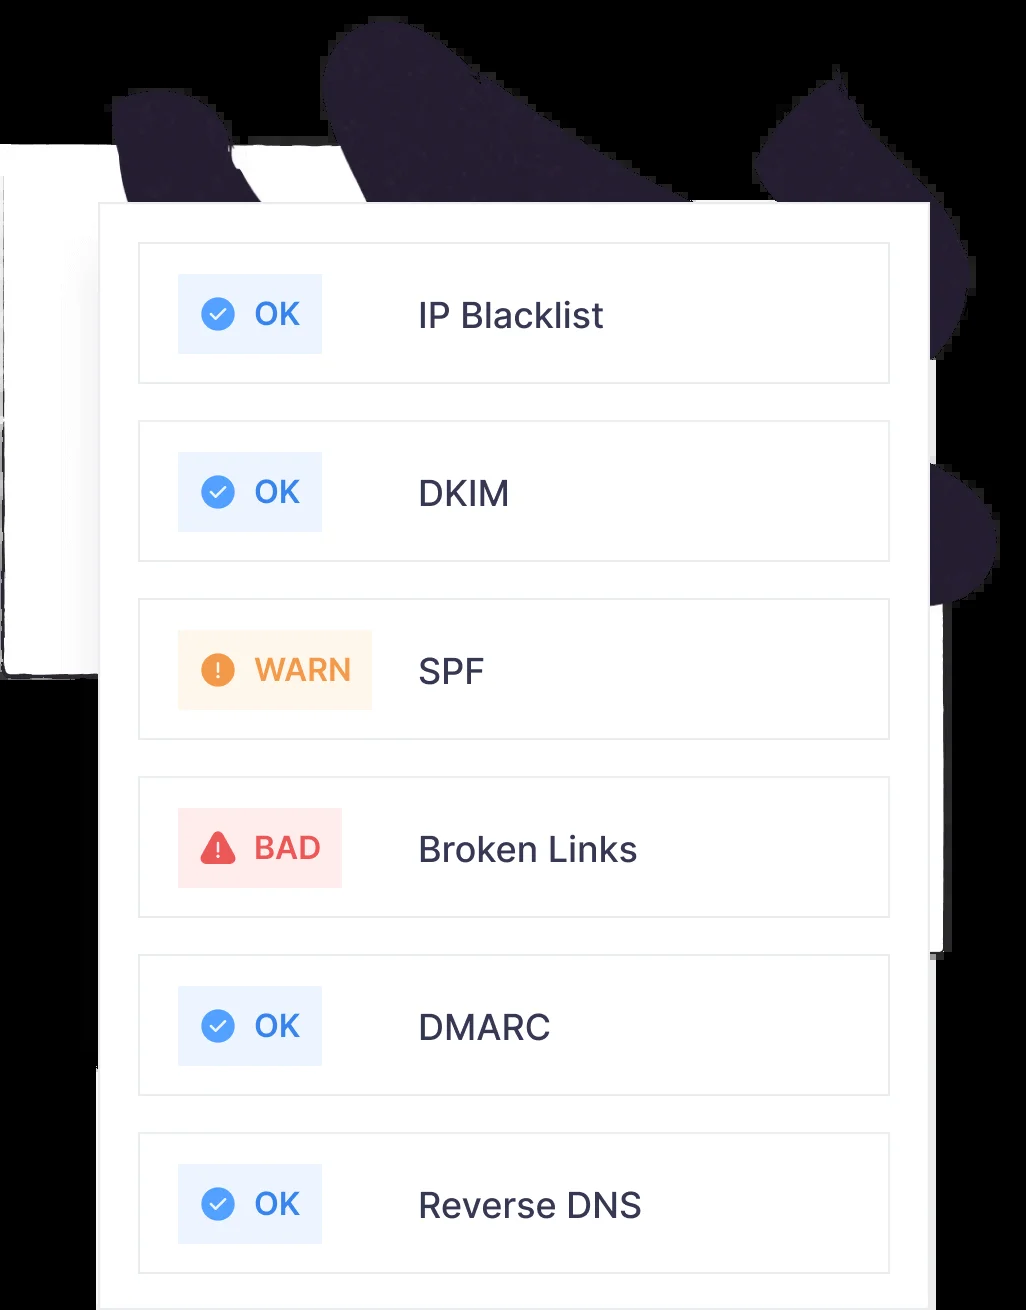 OK IP Blacklist
OK DKIM
WARN SPF
BAD Broken Links
OK DMARC
OK Reverse DNS